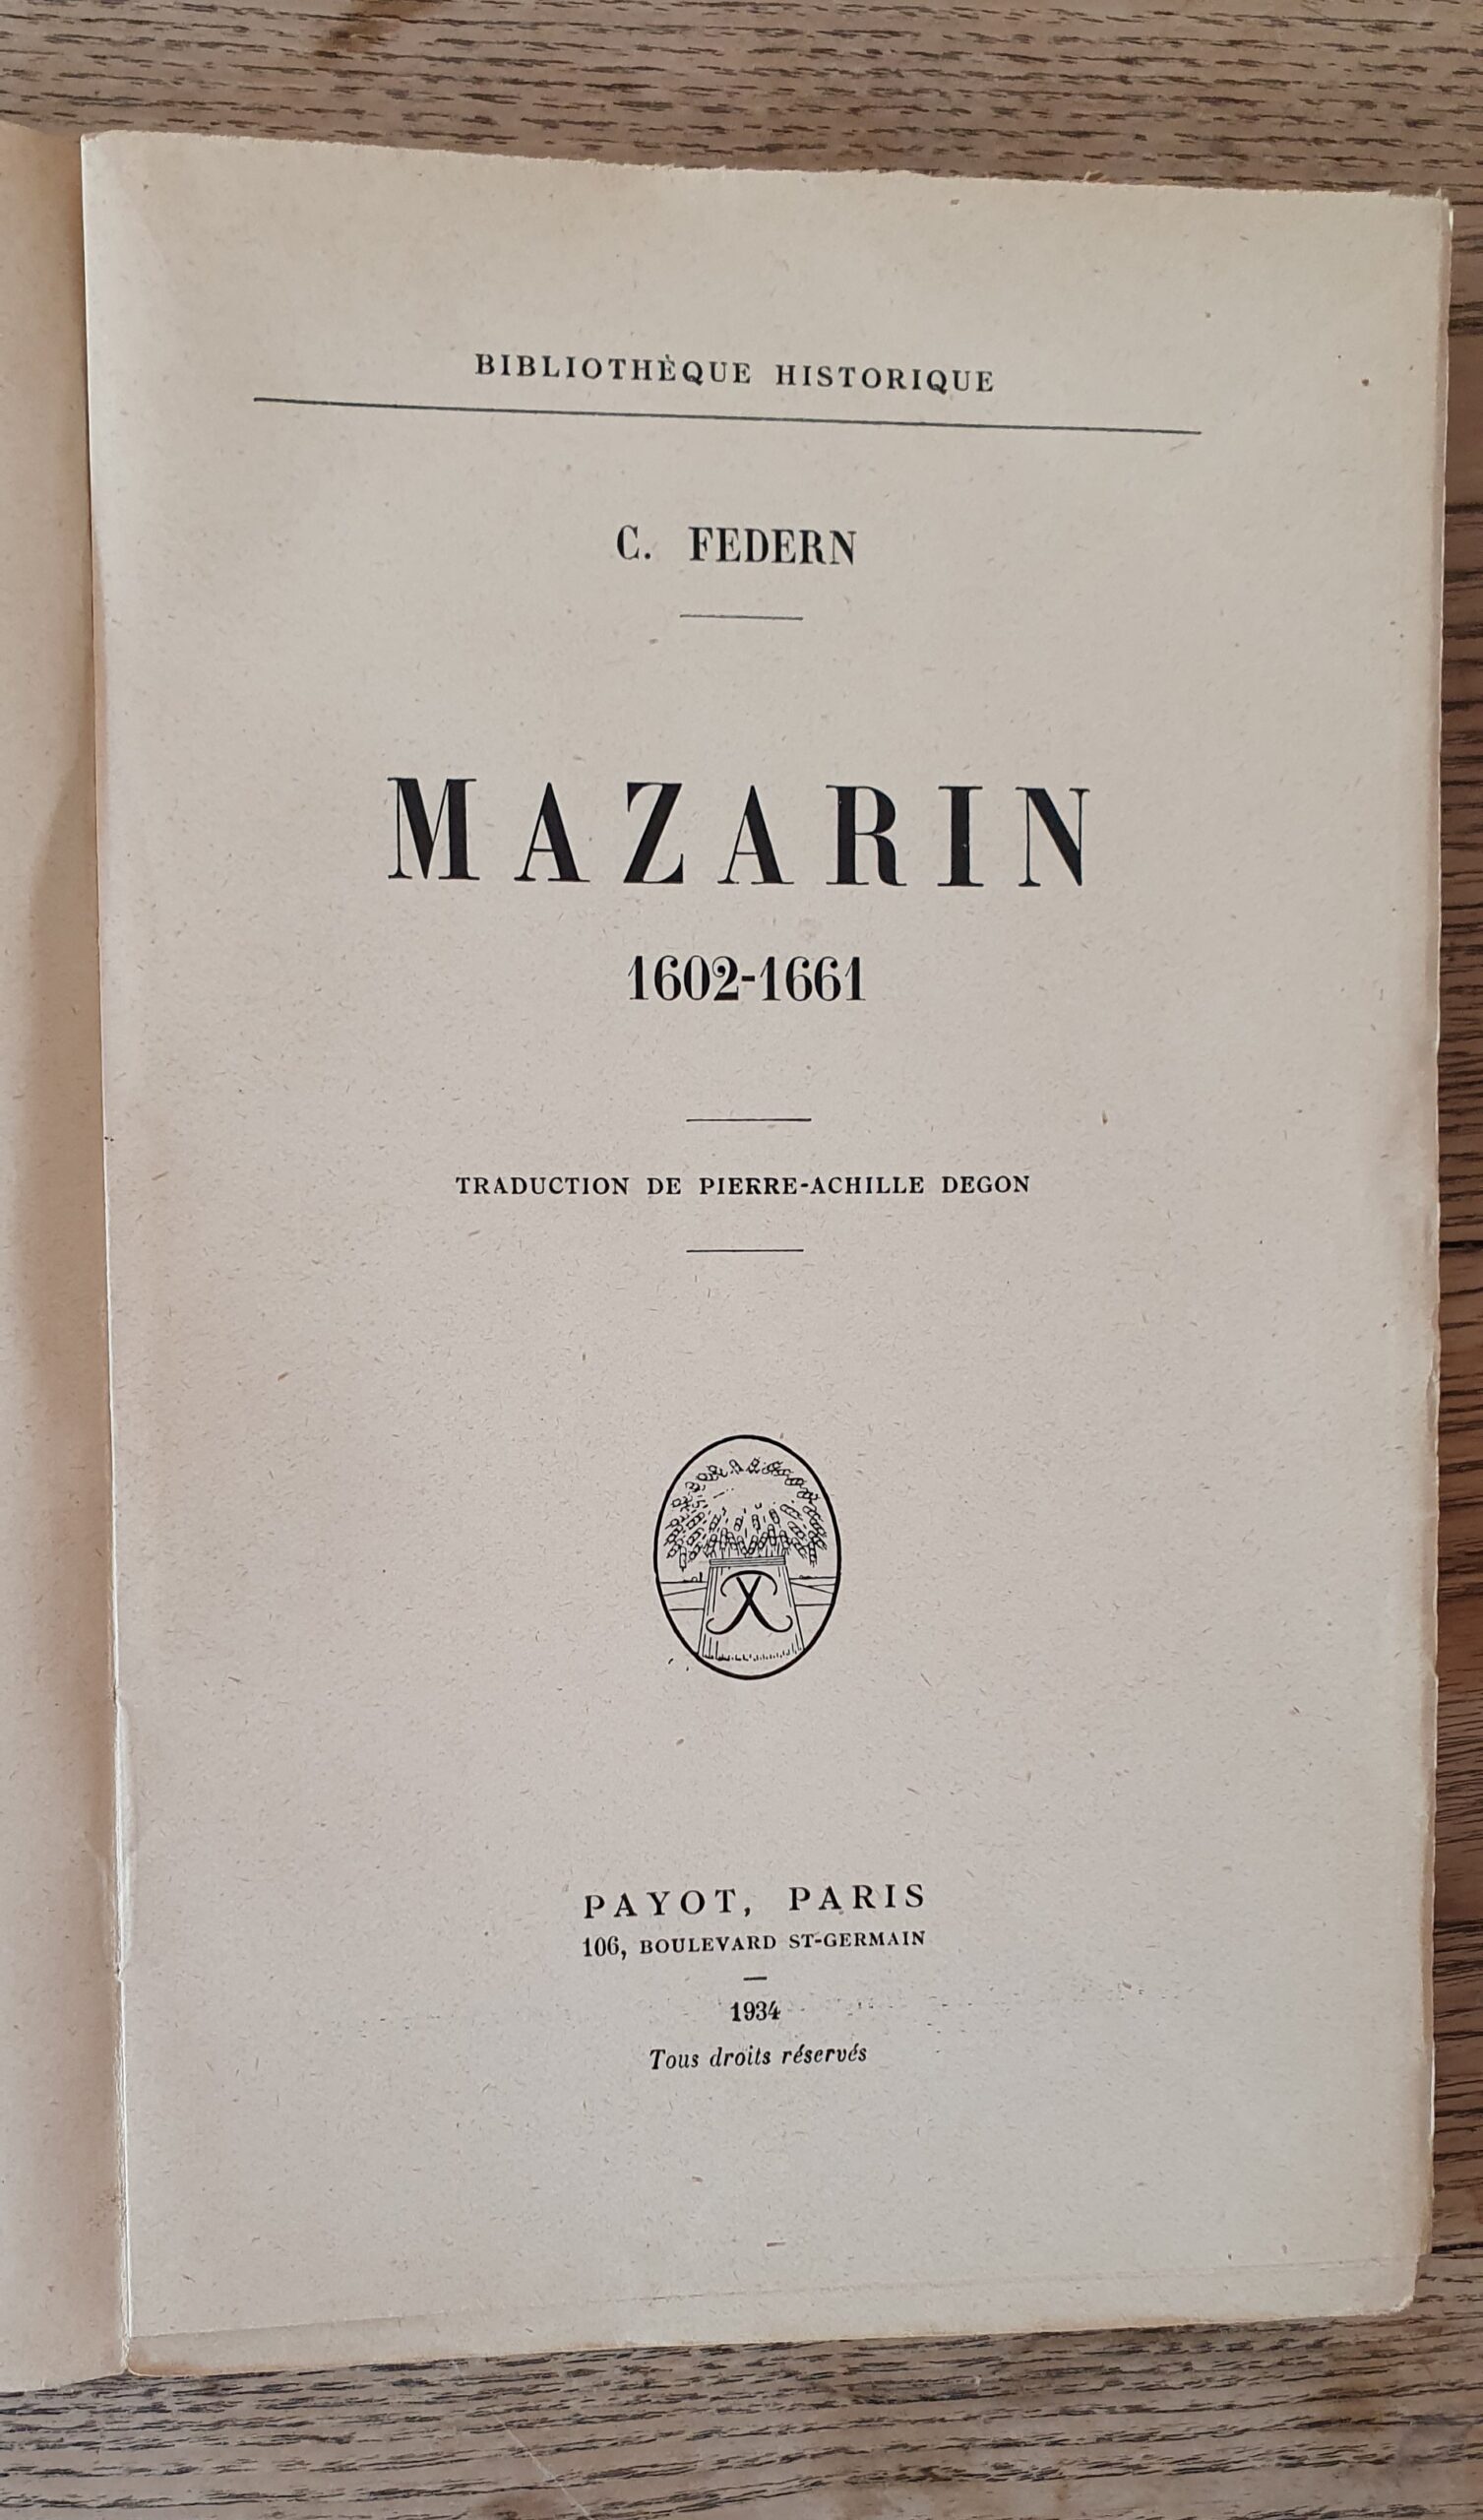 BIBLIOTHÈQUE HISTORIQUE
C. FEDERN
MAZARIN
1602-1661
TRADUCTION DE PIERRE-ACHILLE DEGON
PAYOT, PARIS
106, BOULEVARD ST-GERMAIN
1934
Tous droits réservés